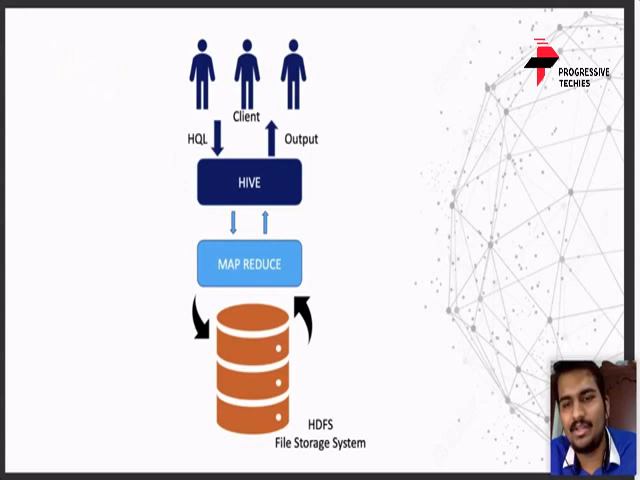 PROGRESSIVE
TECHIES
Client
HQL
Output
HIVE
MAP REDUCE
HDFS
File Storage System